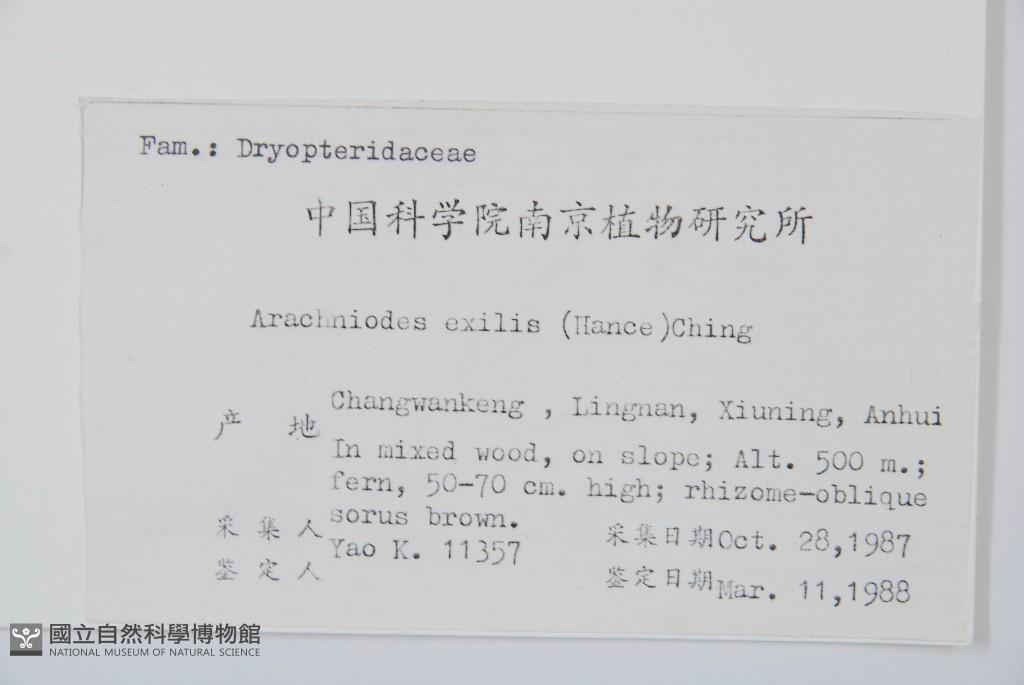 Fam.: Dryopteridaceae
中国科学院南京植物研究所
Arachniodes exilis (Hance)Ching
产 地 Changwankeng , Lingnan, Xiuning, Anhui
In mixed wood, on slope; Alt. 500 m.;
fern, 50-70 cm. high; rhizome-oblique
sorus brown.
采 集 人 Yao K. 11357 采集日期 Oct. 28,1987
鉴 定 人 鉴定日期 Mar. 11,1988
國立自然科學博物館
NATIONAL MUSEUM OF NATURAL SCIENCE